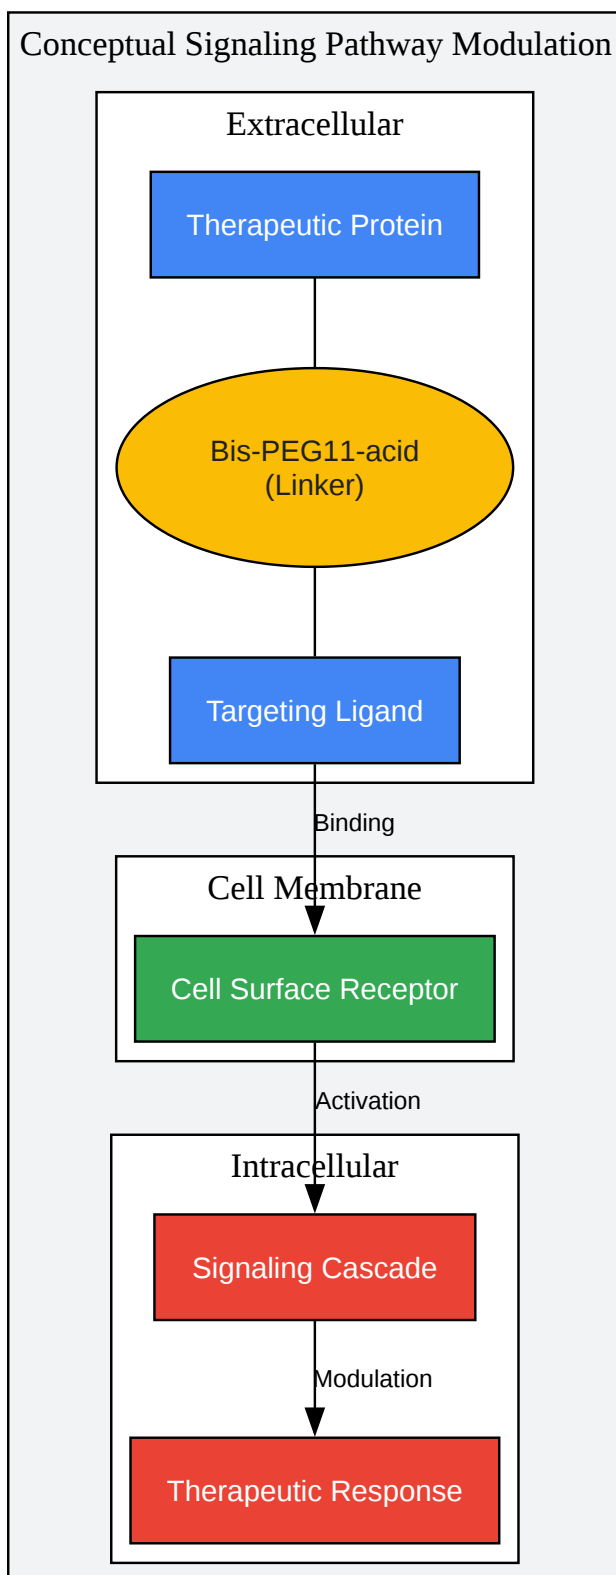 Conceptual Signaling Pathway Modulation
Extracellular
Therapeutic Protein
Bis-PEG11-acid
(Linker)
Targeting Ligand
Binding
Cell Membrane
Cell Surface Receptor
Activation
Intracellular
Signaling Cascade
Modulation
Therapeutic Response